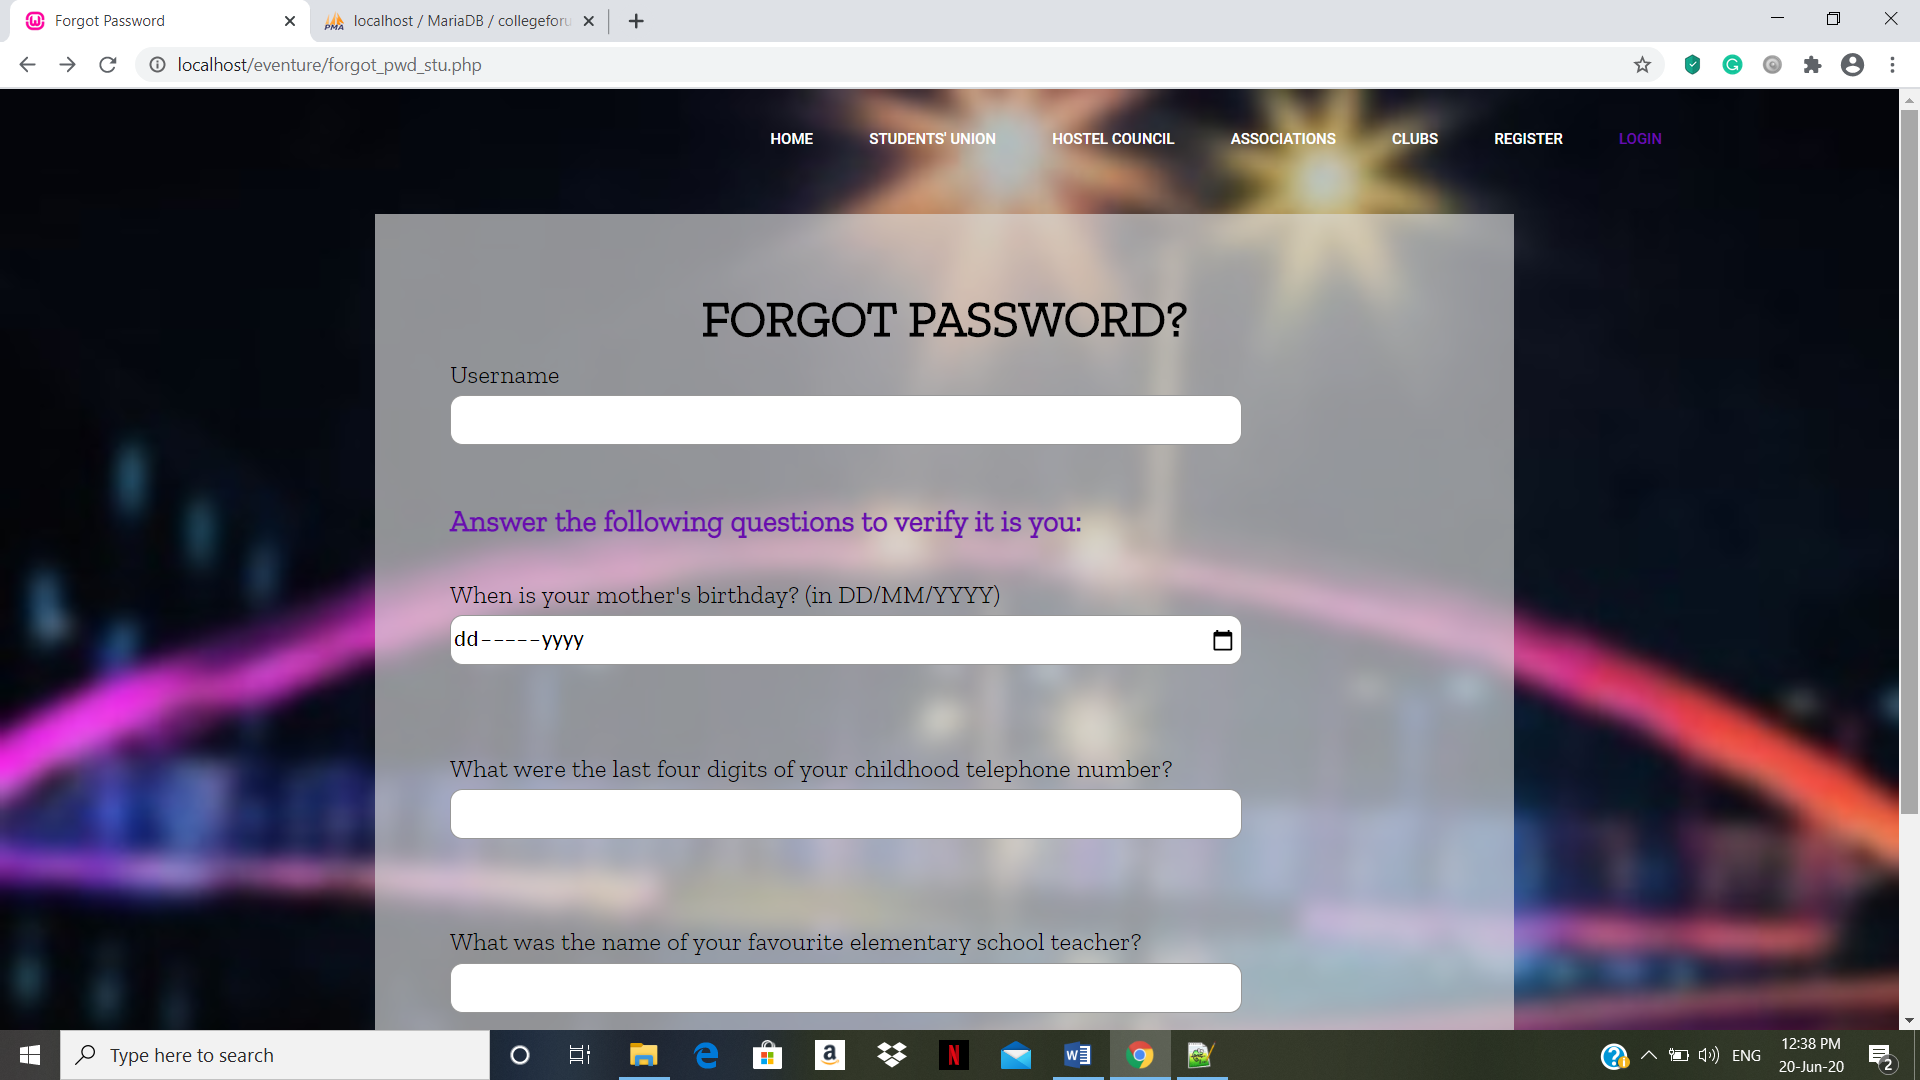 Forgot Password
localhost / MariaDB / collegeforu
localhost/eventure/forgot_pwd_stu.php
HOME STUDENTS' UNION HOSTEL COUNCIL ASSOCIATIONS CLUBS REGISTER LOGIN
FORGOT PASSWORD?
Username
Answer the following questions to verify it is you:
When is your mother's birthday? (in DD/MM/YYYY)
dd-----yyyy
What were the last four digits of your childhood telephone number?
What was the name of your favourite elementary school teacher?
Type here to search
ENG
12:38 PM
20-Jun-20
2